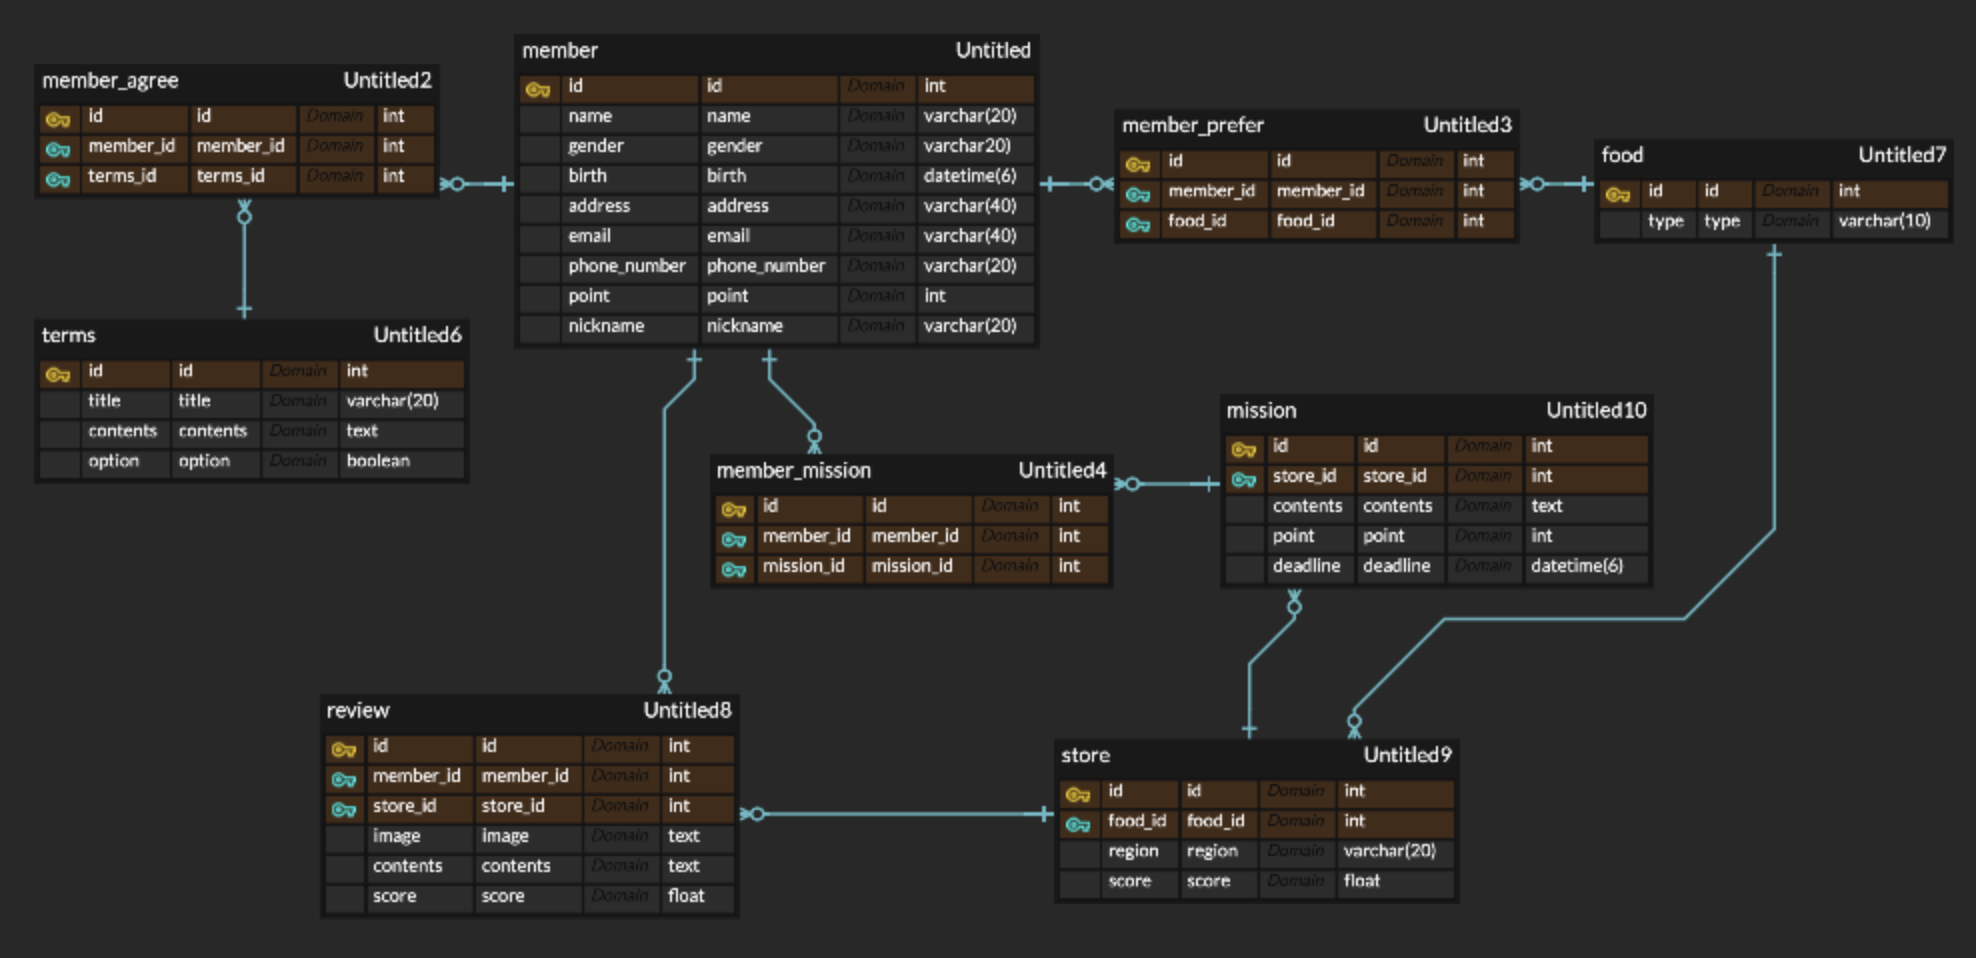 member_agree Untitled2
id id Domain int
member_id member_id Domain int
terms_id terms_id Domain int
member Untitled
id id Domain int
name name Domain varchar(20)
gender gender Domain varchar20)
birth birth Domain datetime(6)
address address Domain varchar(40)
email email Domain varchar(40)
phone_number phone_number Domain varchar(20)
point point Domain int
nickname nickname Domain varchar(20)
member_prefer Untitled3
id id Domain int
member_id member_id Domain int
food_id food_id Domain int
food Untitled7
id id Domain int
type type Domain varchar(10)
terms Untitled6
id id Domain int
title title Domain varchar(20)
contents contents Domain text
option option Domain boolean
member_mission Untitled4
id id Domain int
member_id member_id Domain int
mission_id mission_id Domain int
mission Untitled10
id id Domain int
store_id store_id Domain int
contents contents Domain text
point point Domain int
deadline deadline Domain datetime(6)
review Untitled8
id id Domain int
member_id member_id Domain int
store_id store_id Domain int
image image Domain text
contents contents Domain text
score score Domain float
store Untitled9
id id Domain int
food_id food_id Domain int
region region Domain varchar(20)
score score Domain float